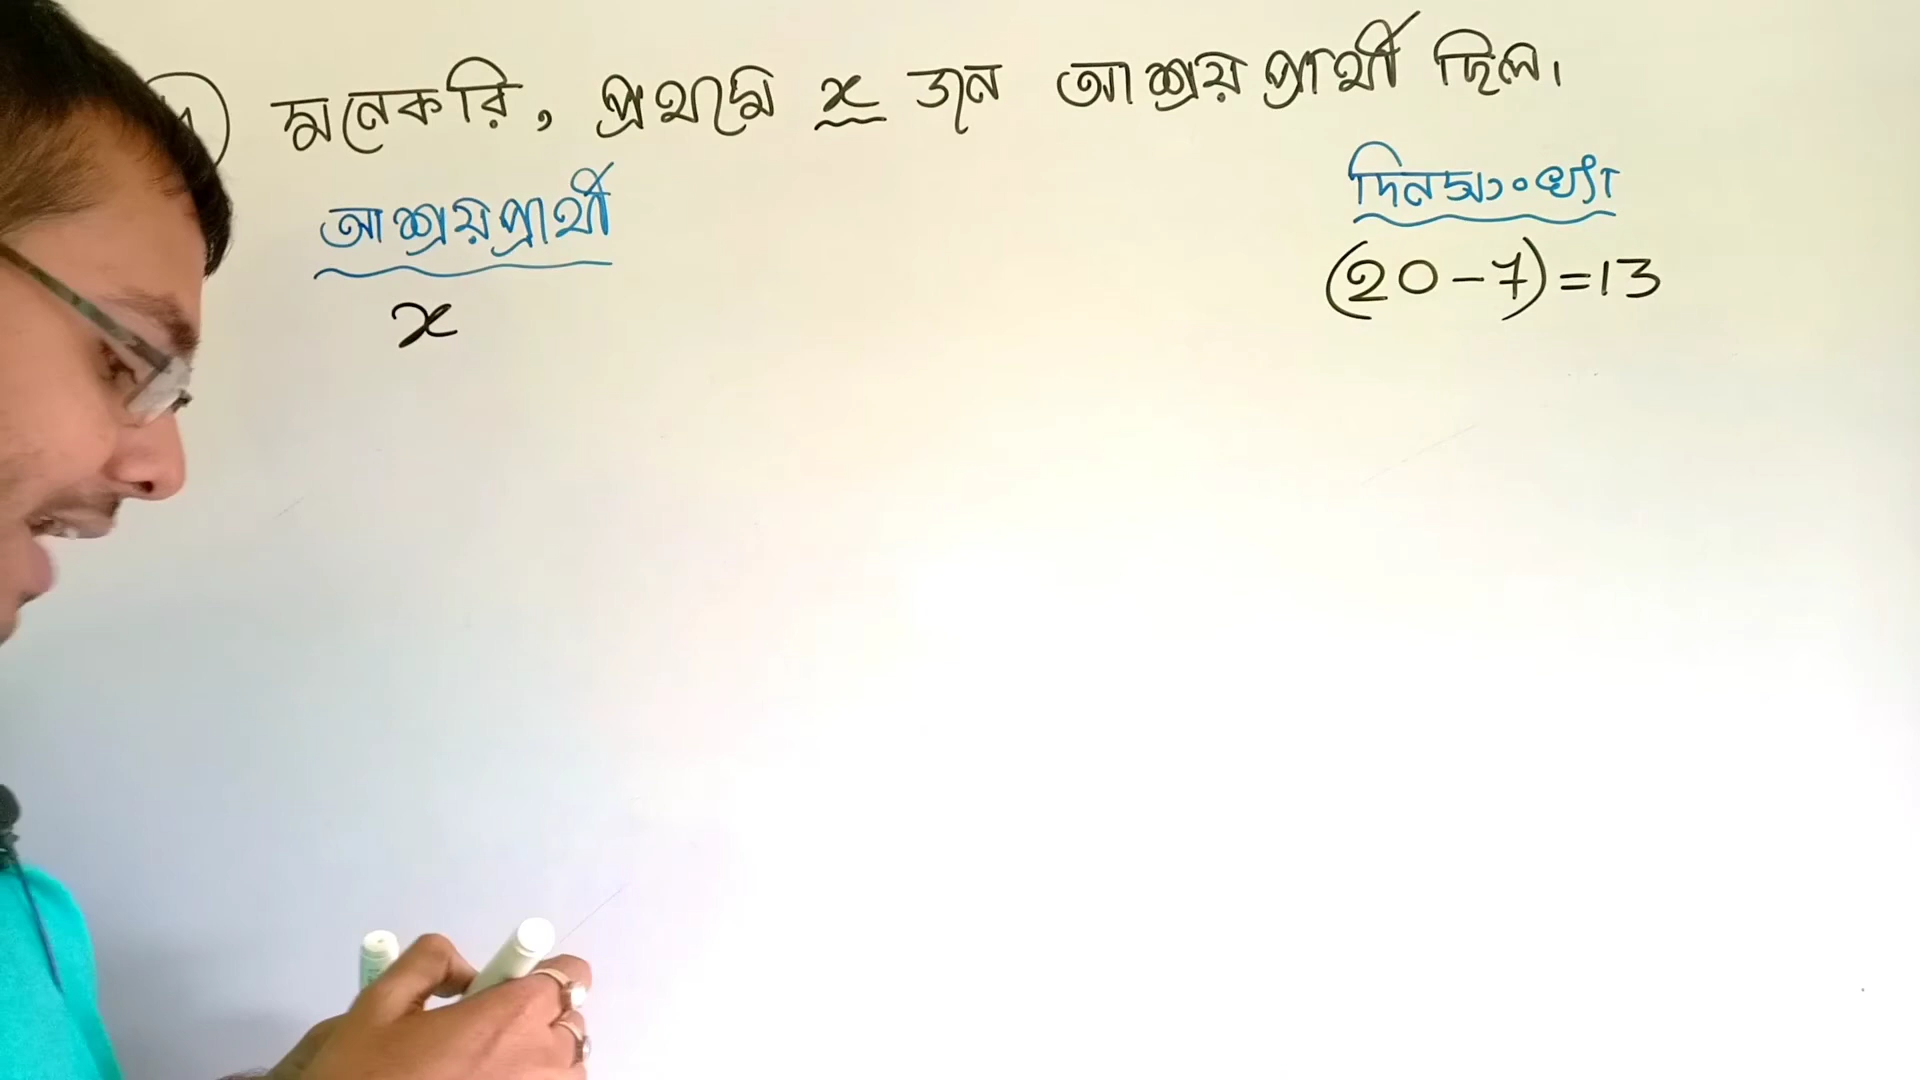 মনেকরি, প্রথমে x জন আশ্রয়প্রার্থী ছিল।
আশ্রয়প্রার্থী দিনসংখ্যা
x (20-7)=13